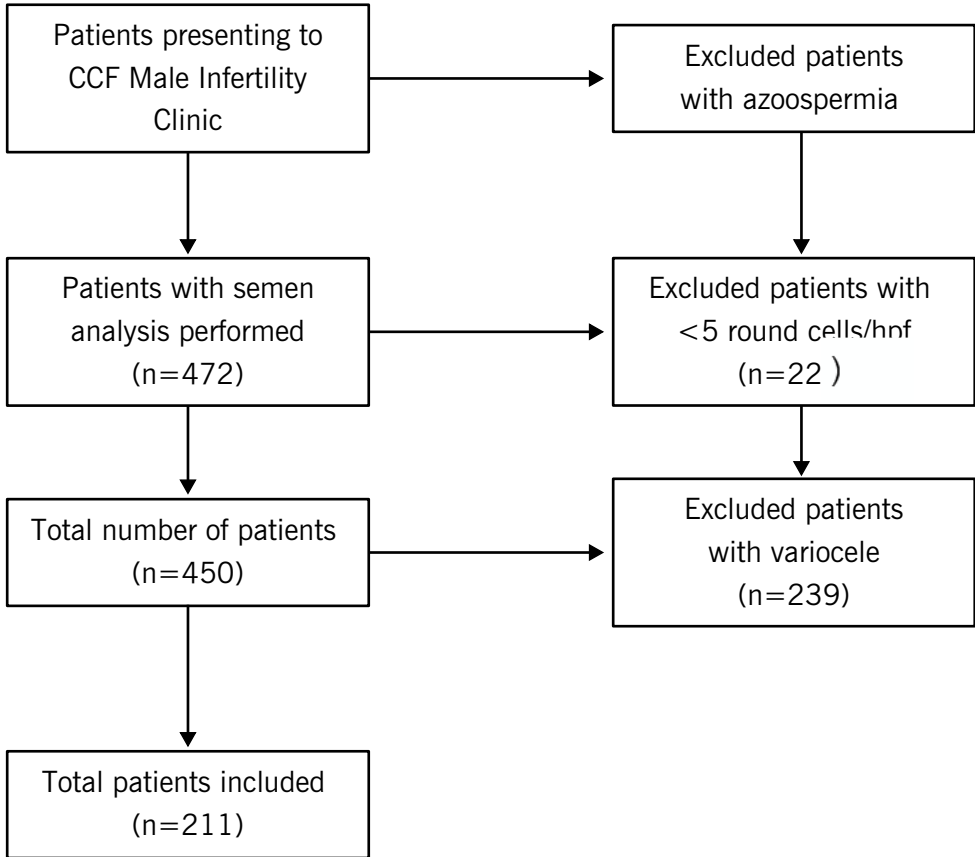 Patients presenting to
CCF Male Infertility
Clinic
Excluded patients
with azoospermia
Patients with semen
analysis performed
(n=472)
Excluded patients with
<5 round cells/hpf
(n=22 )
Total number of patients
(n=450)
Excluded patients
with variocele
(n=239)
Total patients included
(n=211)